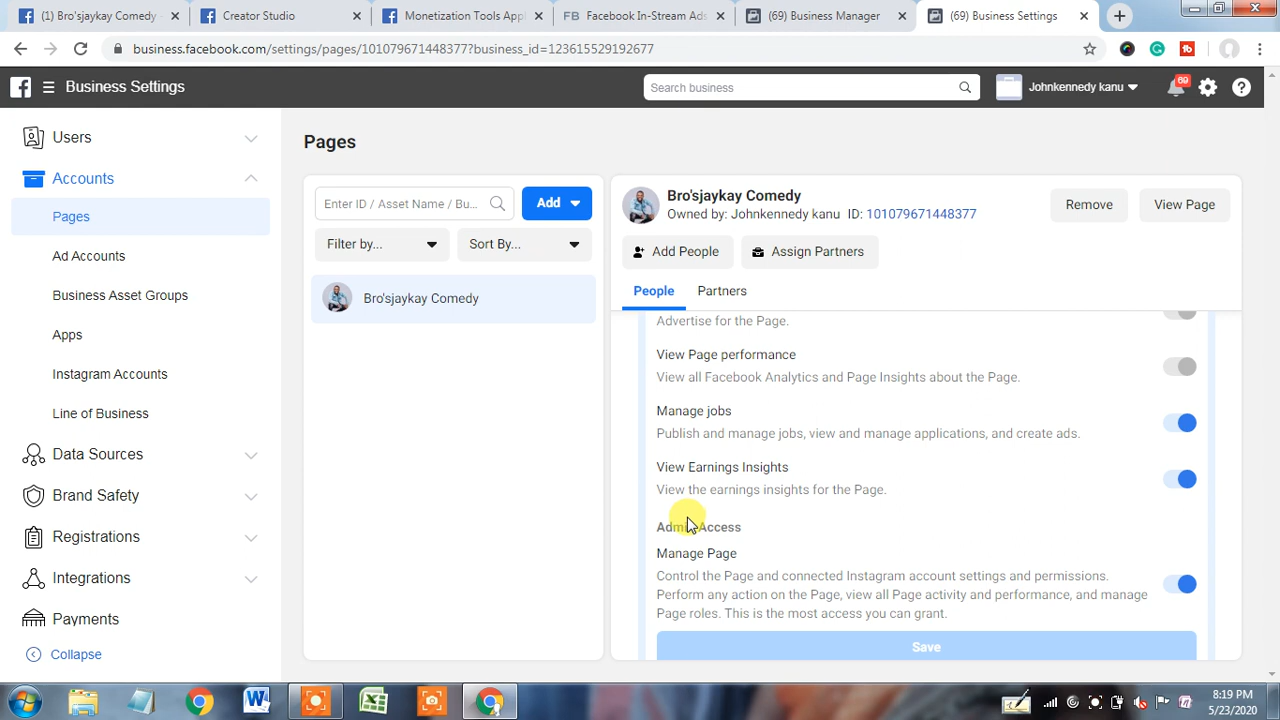 (1) Bro'sjaykay Comedy -
Creator Studio
Monetization Tools Appl
FB Facebook In-Stream Ads
(69) Business Manager
(69) Business Settings
business.facebook.com/settings/pages/101079671448377?business_id=123615529192677
Business Settings
Search business
Johnkennedy kanu
69
Users
Accounts
Pages
Ad Accounts
Business Asset Groups
Apps
Instagram Accounts
Line of Business
Data Sources
Brand Safety
Registrations
Integrations
Payments
Collapse
Pages
Enter ID / Asset Name / Bu...
Add
Filter by...
Sort By...
Bro'sjaykay Comedy
Bro'sjaykay Comedy
Owned by: Johnkennedy kanu ID: 101079671448377
Remove
View Page
Add People
Assign Partners
People
Partners
Advertise for the Page.
View Page performance
View all Facebook Analytics and Page Insights about the Page.
Manage jobs
Publish and manage jobs, view and manage applications, and create ads.
View Earnings Insights
View the earnings insights for the Page.
Admin Access
Manage Page
Control the Page and connected Instagram account settings and permissions.
Perform any action on the Page, view all Page activity and performance, and manage
Page roles. This is the most access you can grant.
Save
8:19 PM
5/23/2020